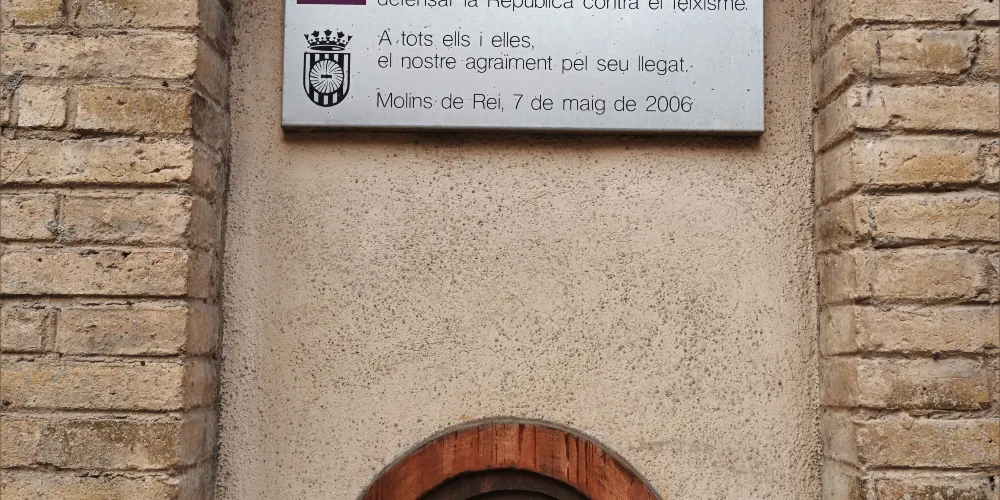 defensar la República contra el feixisme.
A tots ells i elles,
el nostre agraïment pel seu llegat.
Molins de Rei, 7 de maig de 2006